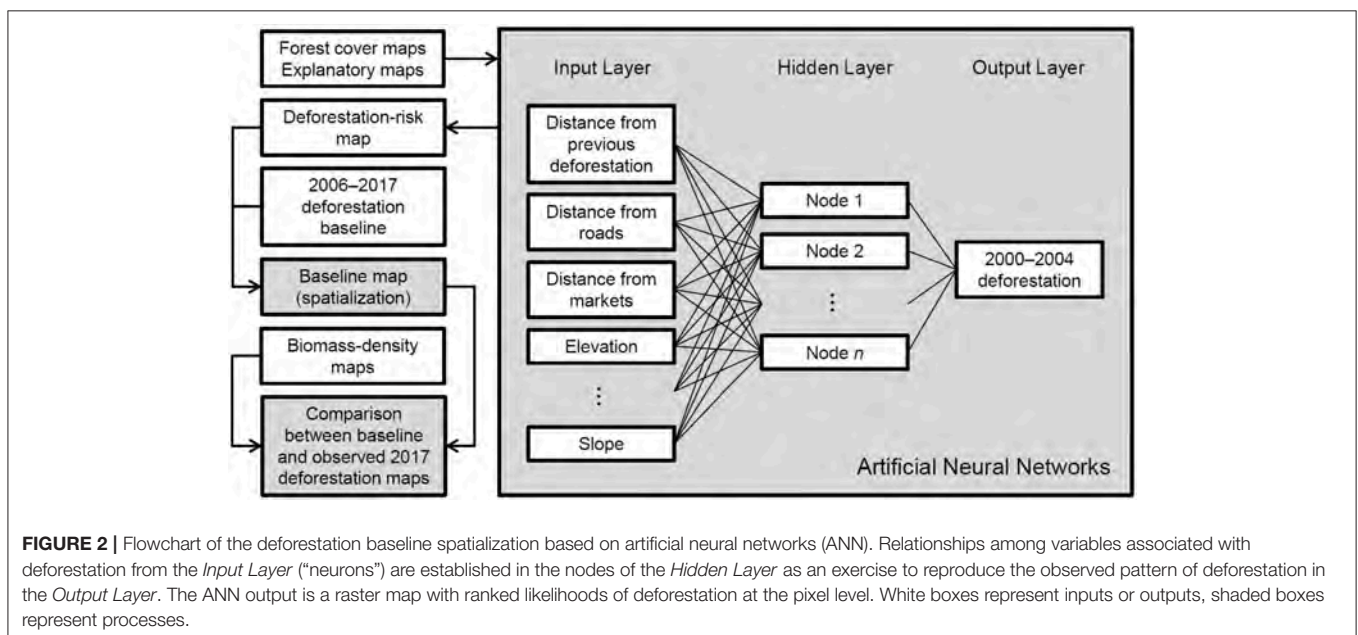 Forest cover maps
Explanatory maps
Deforestation-risk
map
2006–2017
deforestation
baseline
Baseline map
(spatialization)
Biomass-density
maps
Comparison
between baseline
and observed 2017
deforestation maps
Input Layer
Hidden Layer
Output Layer
Distance from
previous
deforestation
Distance from
roads
Distance from
markets
Elevation
⋮
Slope
Node 1
Node 2
⋮
Node n
2000–2004
deforestation
Artificial Neural Networks
FIGURE 2 | Flowchart of the deforestation baseline spatialization based on artificial neural networks (ANN). Relationships among variables associated with
deforestation from the Input Layer (“neurons”) are established in the nodes of the Hidden Layer as an exercise to reproduce the observed pattern of deforestation in
the Output Layer. The ANN output is a raster map with ranked likelihoods of deforestation at the pixel level. White boxes represent inputs or outputs, shaded boxes
represent processes.